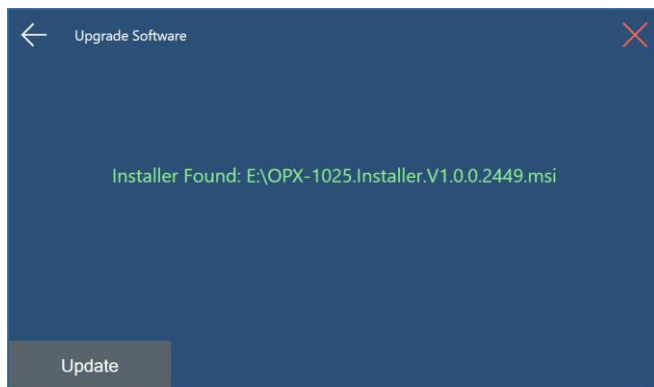 Upgrade Software
Installer Found: E:\OPX-1025.Installer.V1.0.0.2449.msi
Update